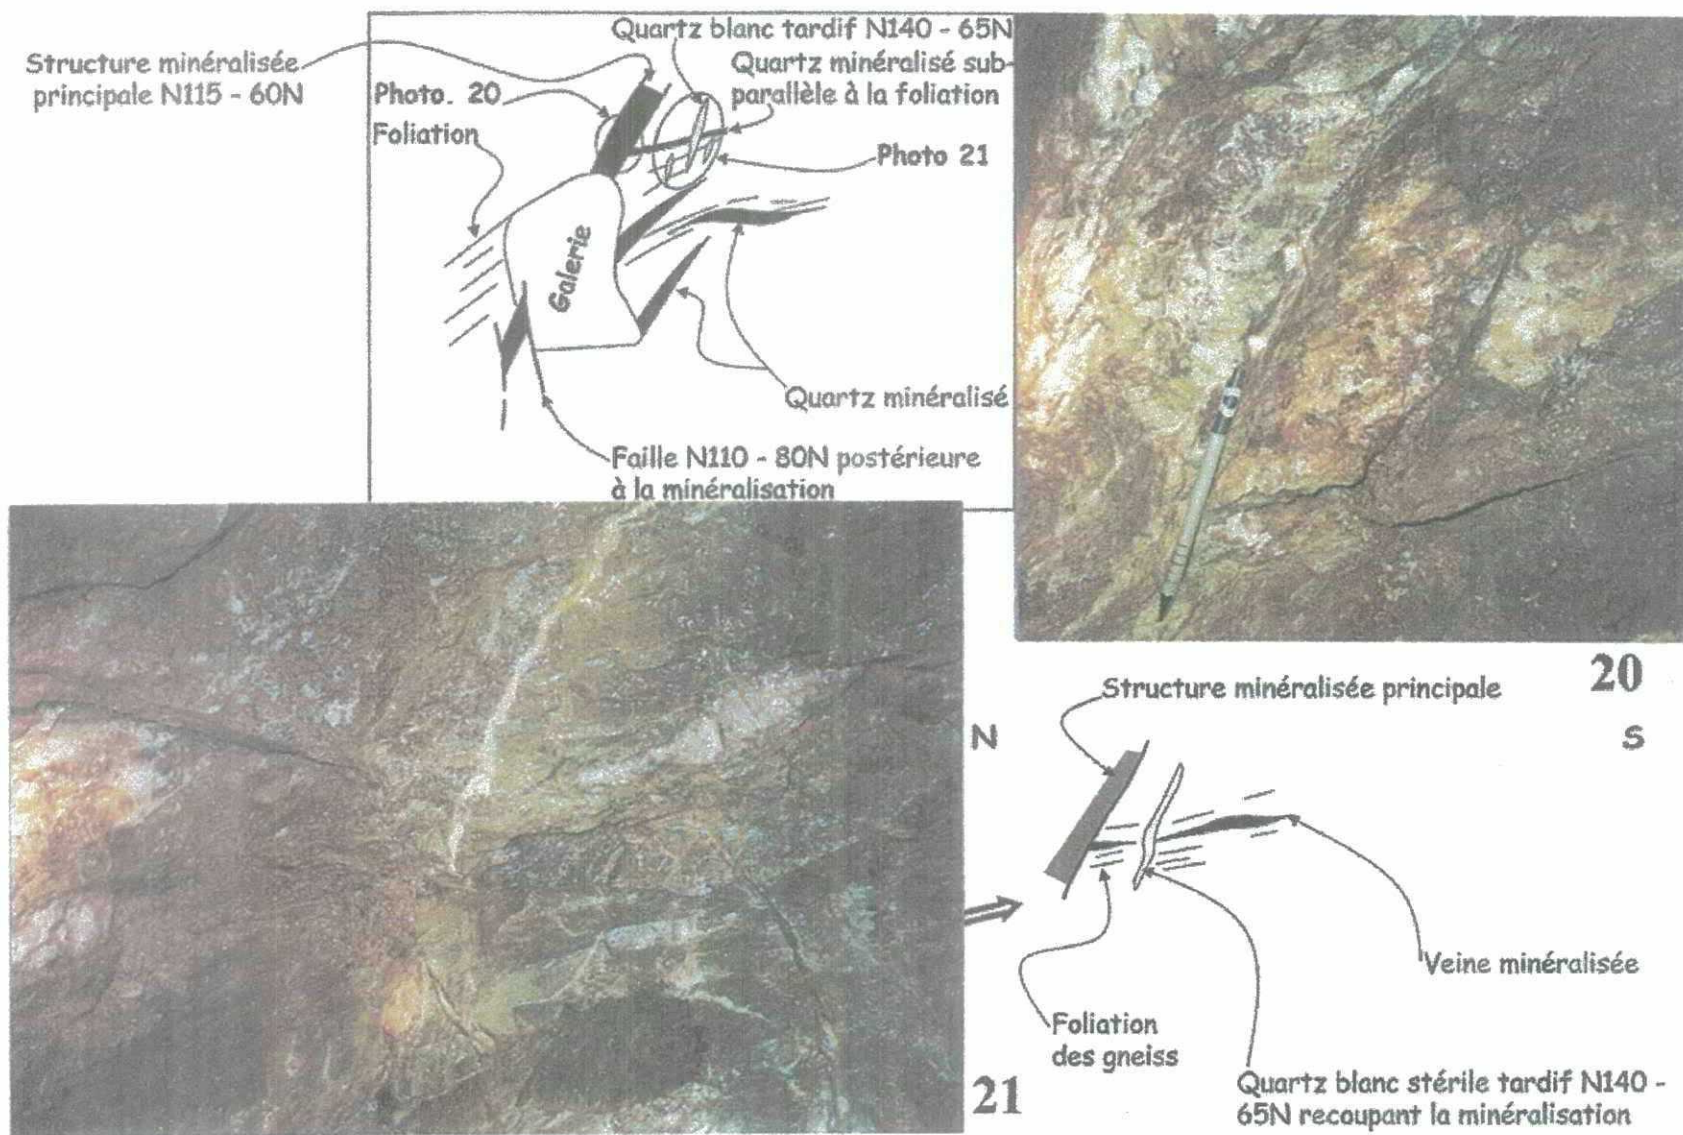 Quartz blanc tardif N140 - 65N
Structure minéralisée
principale N115 - 60N
Quartz minéralisé sub-
parallèle à la foliation
Photo. 20
Foliation
Photo 21
Galerie
Quartz minéralisé
Faille N110 - 80N postérieure
à la minéralisation
20
Structure minéralisée principale
N
S
Veine minéralisée
Foliation
des gneiss
21
Quartz blanc stérile tardif N140 -
65N recoupant la minéralisation